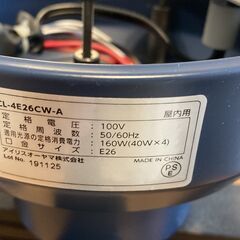 CL-4E26CW-A
屋内用
定格電圧：100V
定格周波数：50/60Hz
適用光源の定格消費電力：160W(40W×4)
口金サイズ：E26
アイリスオーヤマ株式会社
MADE IN CHINA
Lot No. 191125
PS
E